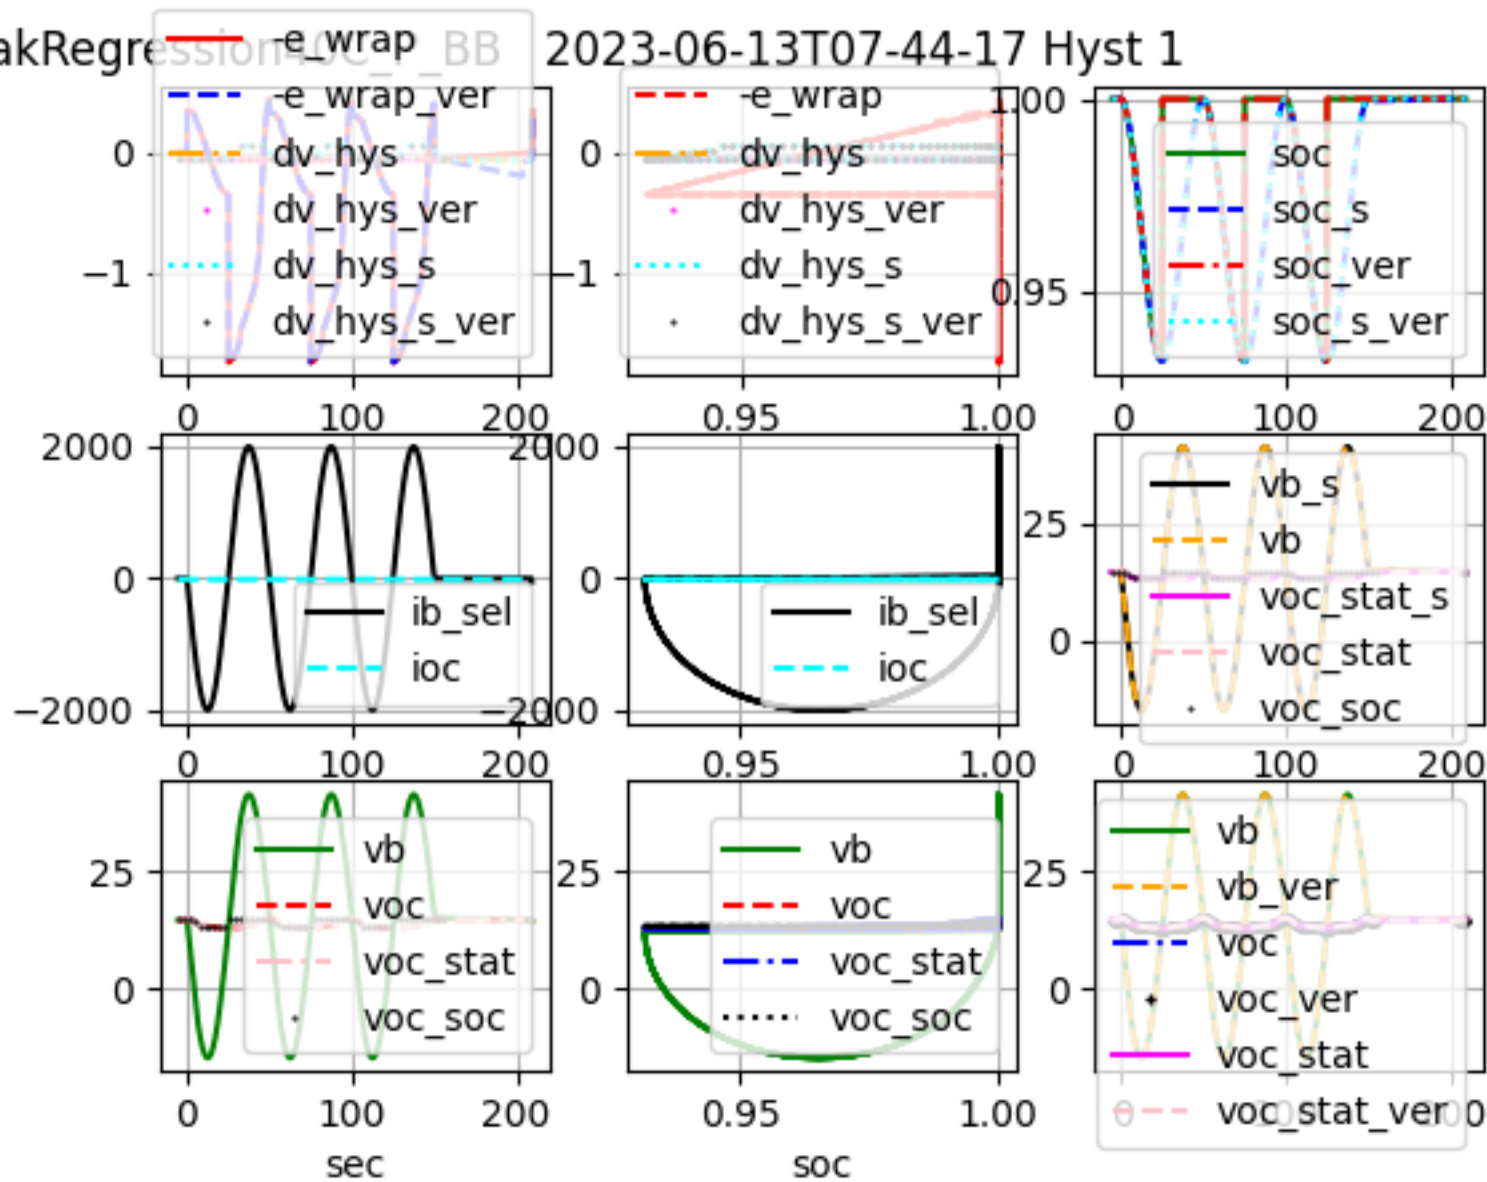 akRegression40C_ _BB 2023-06-13T07-44-17 Hyst 1
-e_wrap
-e_wrap_ver
dv_hys
dv_hys_ver
dv_hys_s
dv_hys_s_ver
0
−1
0 100 200
-e_wrap
dv_hys
dv_hys_ver
dv_hys_s
dv_hys_s_ver
0
−1
0.95 1.00
soc
soc_s
soc_ver
soc_s_ver
1.00
0.95
0 100 200
2000
0
−2000
ib_sel
ioc
0 100 200
2000
0
−2000
ib_sel
ioc
0.95 1.00
25
0
vb_s
vb
voc_stat_s
voc_stat
voc_soc
0 100 200
25
0
vb
voc
voc_stat
voc_soc
0 100 200
sec
25
0
vb
voc
voc_stat
voc_soc
0.95 1.00
soc
25
0
vb
vb_ver
voc
voc_ver
voc_stat
voc_stat_ver
0 100 200